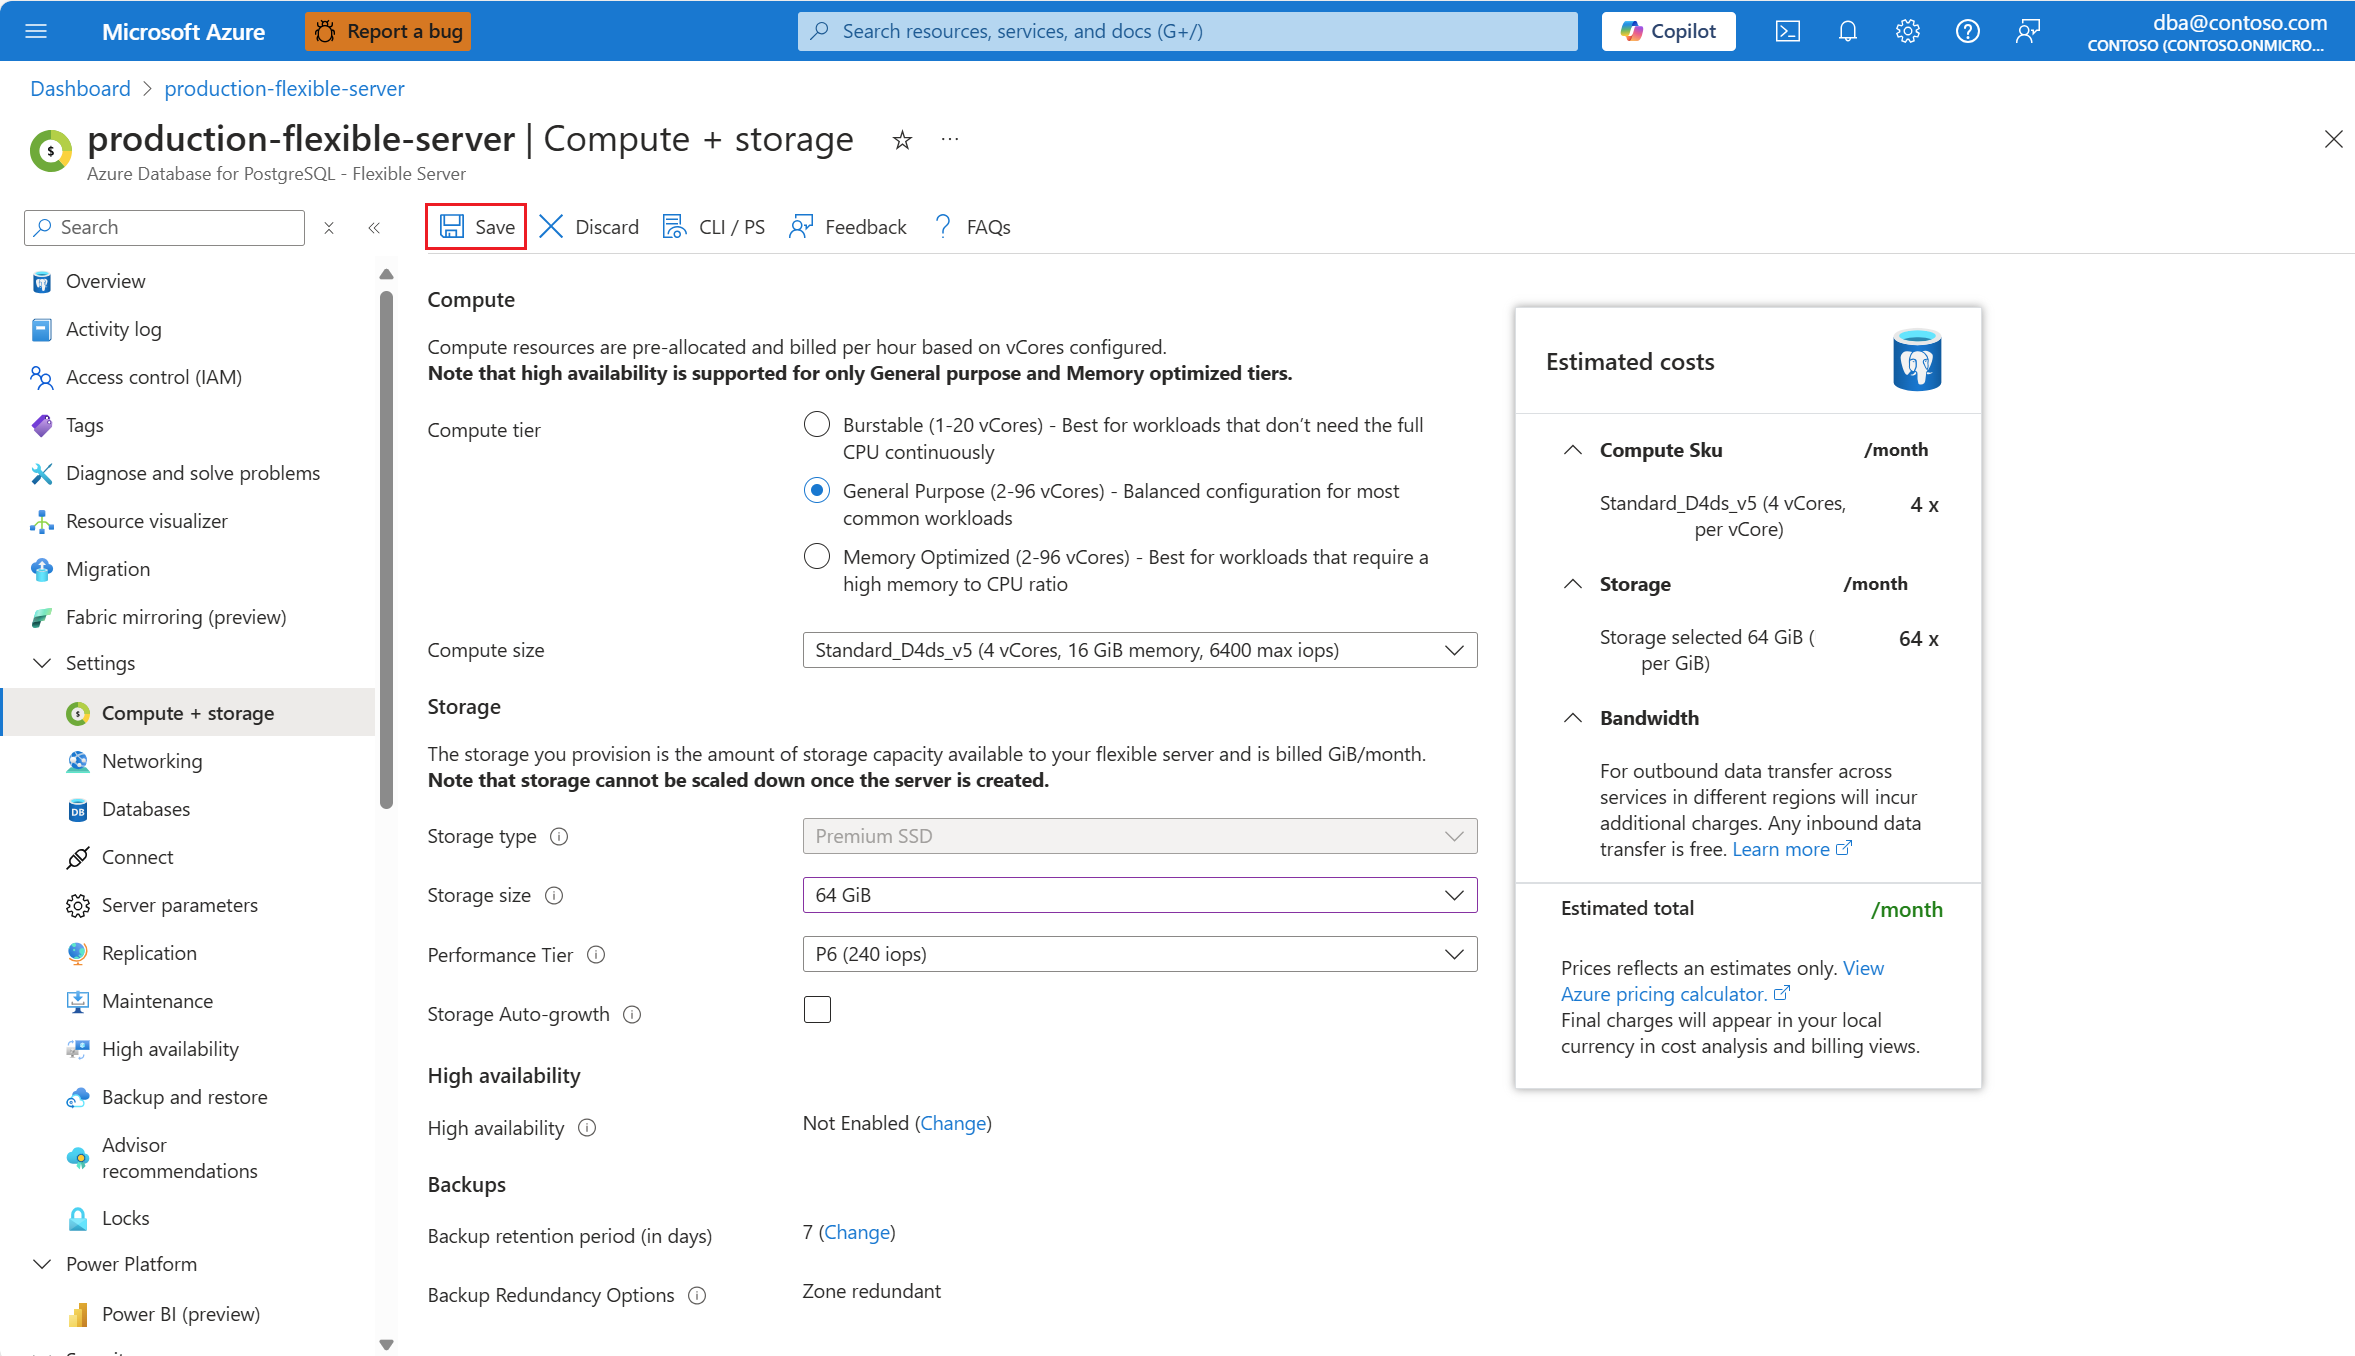 Microsoft Azure
Report a bug
Search resources, services, and docs (G+/)
Copilot
dba@contoso.com
CONTOSO (CONTOSO.ONMICRO...
Dashboard > production-flexible-server
production-flexible-server | Compute + storage
Azure Database for PostgreSQL - Flexible Server
Search
Save
Discard
CLI / PS
Feedback
FAQs
Overview
Activity log
Access control (IAM)
Tags
Diagnose and solve problems
Resource visualizer
Migration
Fabric mirroring (preview)
Settings
Compute + storage
Networking
Databases
Connect
Server parameters
Replication
Maintenance
High availability
Backup and restore
Advisor
recommendations
Locks
Power Platform
Power BI (preview)
Compute
Compute resources are pre-allocated and billed per hour based on vCores configured.
Note that high availability is supported for only General purpose and Memory optimized tiers.
Compute tier
Burstable (1-20 vCores) - Best for workloads that don't need the full
CPU continuously
General Purpose (2-96 vCores) - Balanced configuration for most
common workloads
Memory Optimized (2-96 vCores) - Best for workloads that require a
high memory to CPU ratio
Compute size
Standard_D4ds_v5 (4 vCores, 16 GiB memory, 6400 max iops)
Storage
The storage you provision is the amount of storage capacity available to your flexible server and is billed GiB/month.
Note that storage cannot be scaled down once the server is created.
Storage type
Premium SSD
Storage size
64 GiB
Performance Tier
P6 (240 iops)
Storage Auto-growth
High availability
High availability
Not Enabled (Change)
Backups
Backup retention period (in days)
7 (Change)
Backup Redundancy Options
Zone redundant
Estimated costs
Compute Sku /month
Standard_D4ds_v5 (4 vCores, 4 x
per vCore)
Storage /month
Storage selected 64 GiB ( 64 x
per GiB)
Bandwidth
For outbound data transfer across
services in different regions will incur
additional charges. Any inbound data
transfer is free. Learn more
Estimated total /month
Prices reflects an estimates only. View
Azure pricing calculator.
Final charges will appear in your local
currency in cost analysis and billing views.